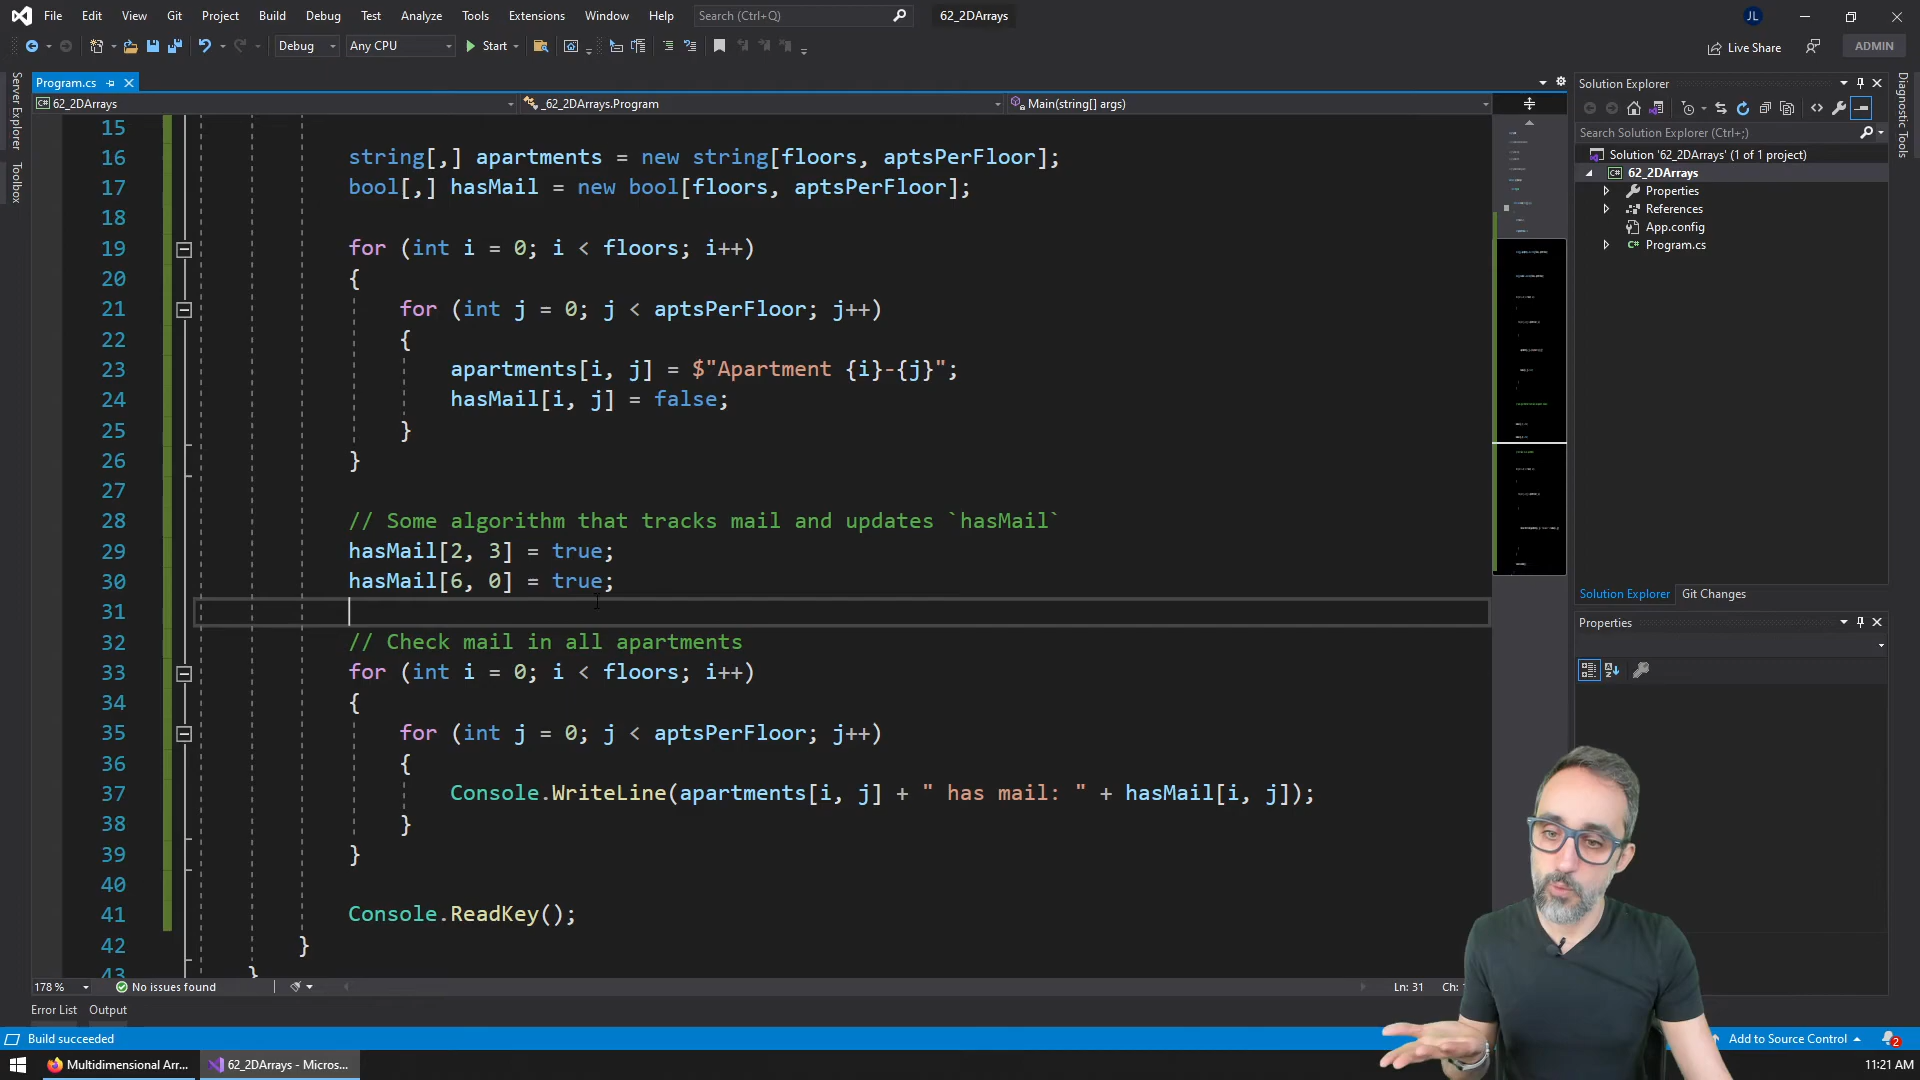 File Edit View Git Project Build Debug Test Analyze Tools Extensions Window Help Search (Ctrl+Q) 62_2DArrays JL
Debug Any CPU Start Live Share ADMIN
Server Explorer
Toolbox
Program.cs
62_2DArrays _62_2DArrays.Program Main(string[] args)
15
16 string[,] apartments = new string[floors, aptsPerFloor];
17 bool[,] hasMail = new bool[floors, aptsPerFloor];
18
19 for (int i = 0; i < floors; i++)
20 {
21 for (int j = 0; j < aptsPerFloor; j++)
22 {
23 apartments[i, j] = $"Apartment {i}-{j}";
24 hasMail[i, j] = false;
25 }
26 }
27
28 // Some algorithm that tracks mail and updates `hasMail`
29 hasMail[2, 3] = true;
30 hasMail[6, 0] = true;
31
32 // Check mail in all apartments
33 for (int i = 0; i < floors; i++)
34 {
35 for (int j = 0; j < aptsPerFloor; j++)
36 {
37 Console.WriteLine(apartments[i, j] + " has mail: " + hasMail[i, j]);
38 }
39 }
40
41 Console.ReadKey();
42 }
43 }
178 % No issues found Ln: 31 Ch:
Error List Output
Build succeeded
Solution Explorer
Search Solution Explorer (Ctrl+;)
Solution '62_2DArrays' (1 of 1 project)
62_2DArrays
Properties
References
App.config
C# Program.cs
Solution Explorer Git Changes
Properties
Diagnostic Tools
Add to Source Control 2
Multidimensional Arr... 62_2DArrays - Micros... 11:21 AM